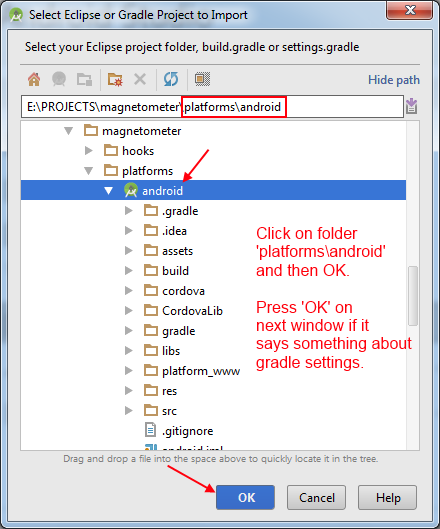 Select Eclipse or Gradle Project to Import
Select your Eclipse project folder, build.gradle or settings.gradle
Hide path
E:\PROJECTS\magnetometer\platforms\android
magnetometer
hooks
platforms
android
.gradle
.idea
assets
build
cordova
CordovaLib
gradle
libs
platform_www
res
src
.gitignore
android.iml
Click on folder
'platforms\android'
and then OK.
Press 'OK' on
next window if it
says something about
gradle settings.
Drag and drop a file into the space above to quickly locate it in the tree.
OK
Cancel
Help